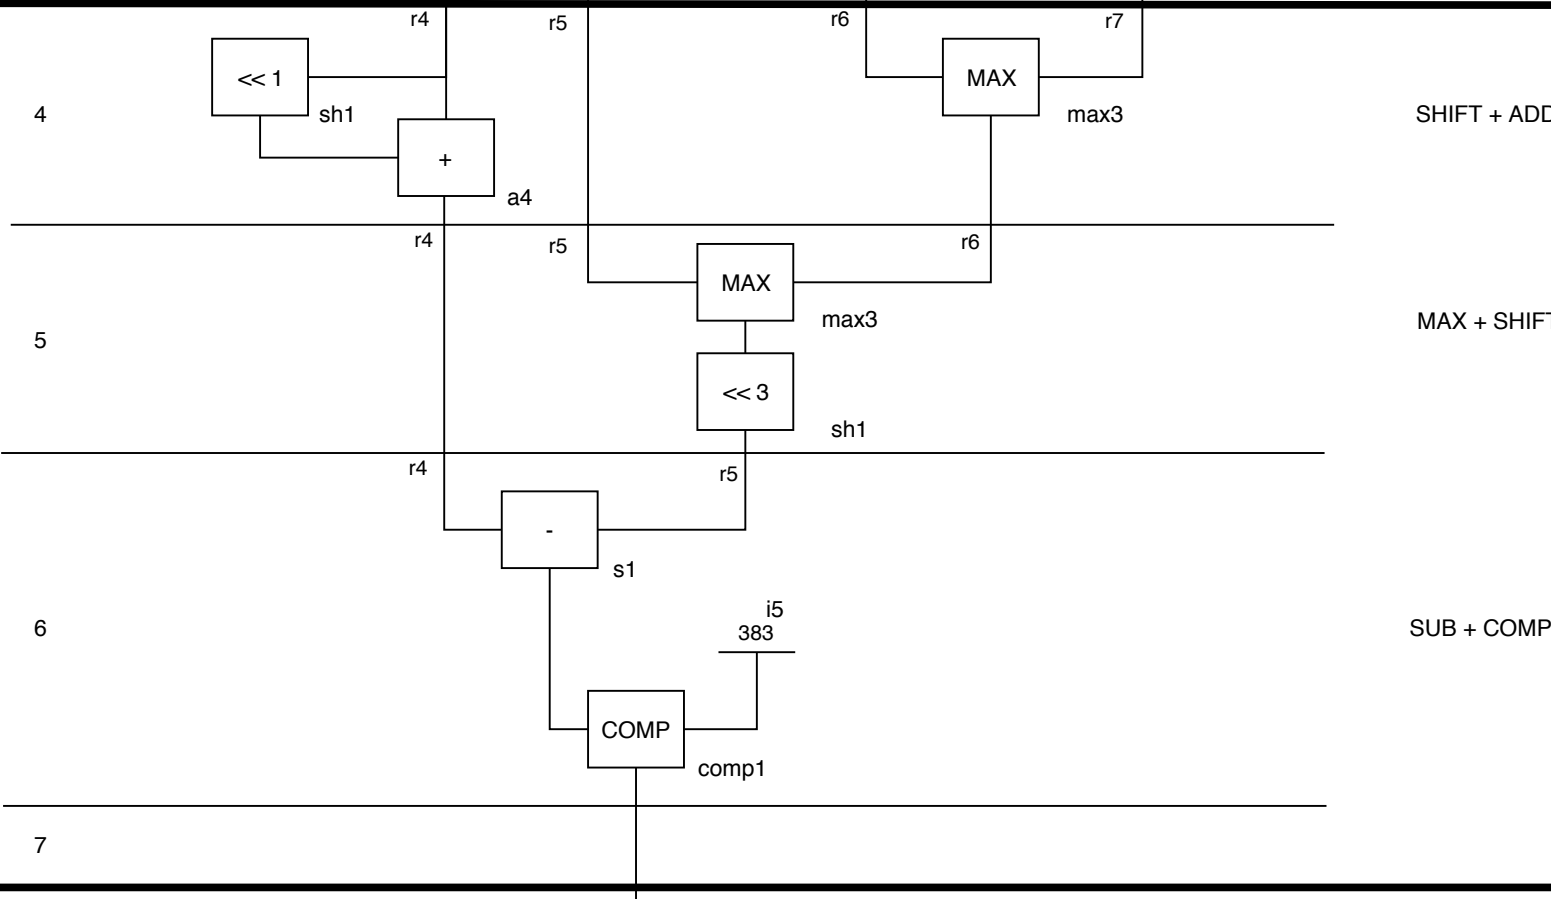 r4
r5
r6
r7
<< 1
MAX
4
sh1
max3
SHIFT + ADD
+
a4
r4
r5
r6
MAX
max3
MAX + SHIFT
5
<< 3
sh1
r4
r5
-
s1
i5
6
383
SUB + COMP
COMP
comp1
7